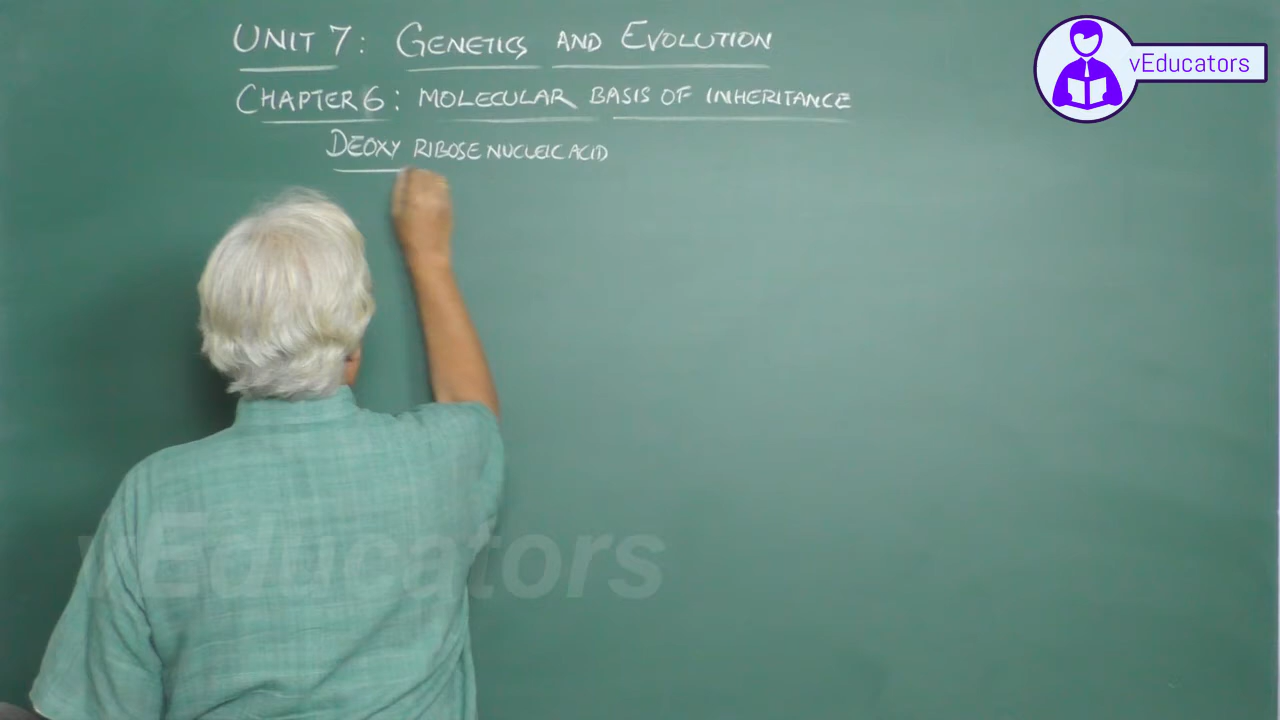 UNIT 7: GENETICS AND EVOLUTION
CHAPTER 6: MOLECULAR BASIS OF INHERITANCE
DEOXY RIBOSE NUCLEIC ACID
vEducators
vEducators